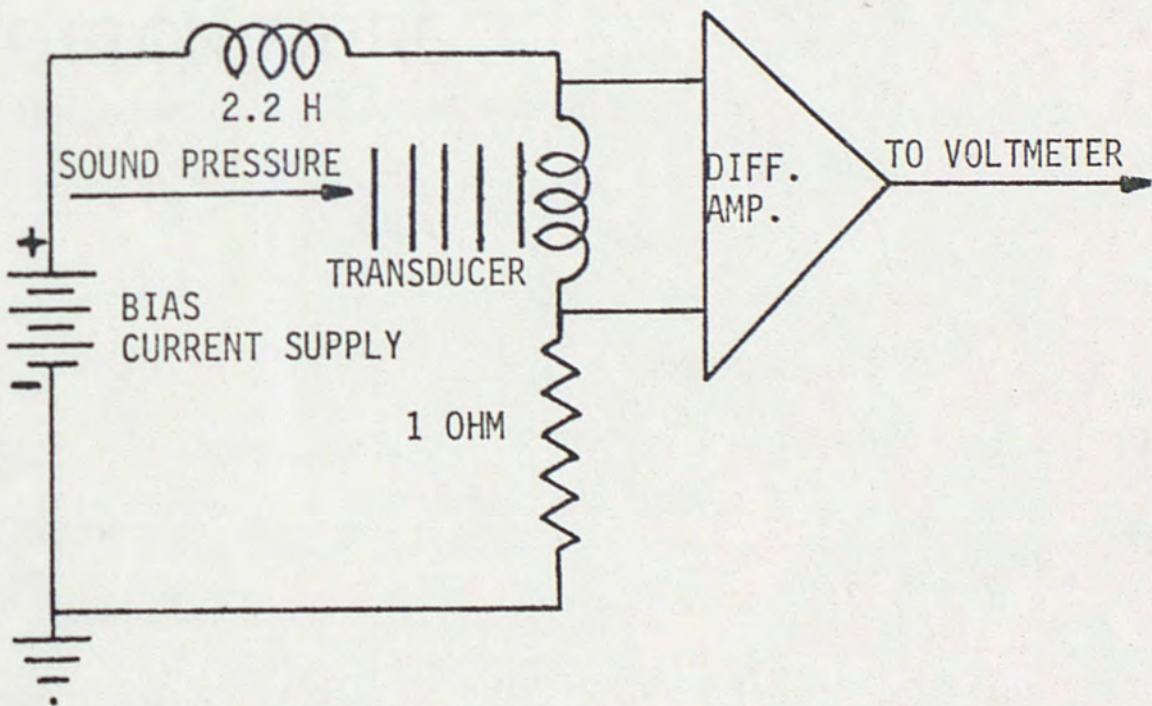 2.2 H
SOUND PRESSURE
TRANSDUCER
+
BIAS
CURRENT SUPPLY
-
1 OHM
DIFF.
AMP.
TO VOLTMETER